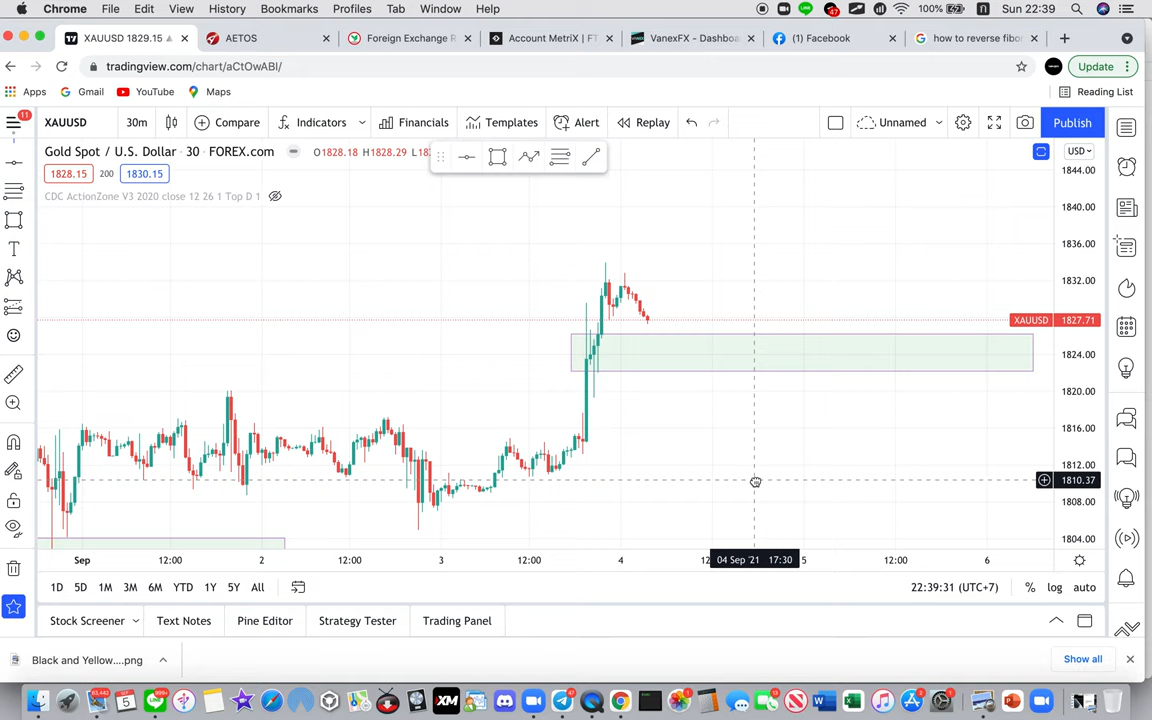 Chrome File Edit View History Bookmarks Profiles Tab Window Help 47 100% n Sun 22:39
XAUUSD 1829.15 AETOS Foreign Exchange R Account MetriX | FT VanexFX - Dashboa (1) Facebook how to reverse fibor
tradingview.com/chart/aCtOwABI/ Update
Apps Gmail YouTube Maps Reading List
11 XAUUSD 30m Compare Indicators Financials Templates Alert Replay Unnamed Publish
Gold Spot / U.S. Dollar · 30 · FOREX.com O1828.18 H1828.29 L182 USD
1828.15 200 1830.15
CDC ActionZone V3 2020 close 12 26 1 Top D 1
1844.00
1840.00
1836.00
1832.00
XAUUSD 1827.71
1824.00
1820.00
1816.00
1812.00
1810.37
1808.00
1804.00
Sep 12:00 2 12:00 3 12:00 4 12 04 Sep '21 17:30 5 12:00 6
1D 5D 1M 3M 6M YTD 1Y 5Y All 22:39:31 (UTC+7) % log auto
Stock Screener Text Notes Pine Editor Strategy Tester Trading Panel
Black and Yellow....png Show all